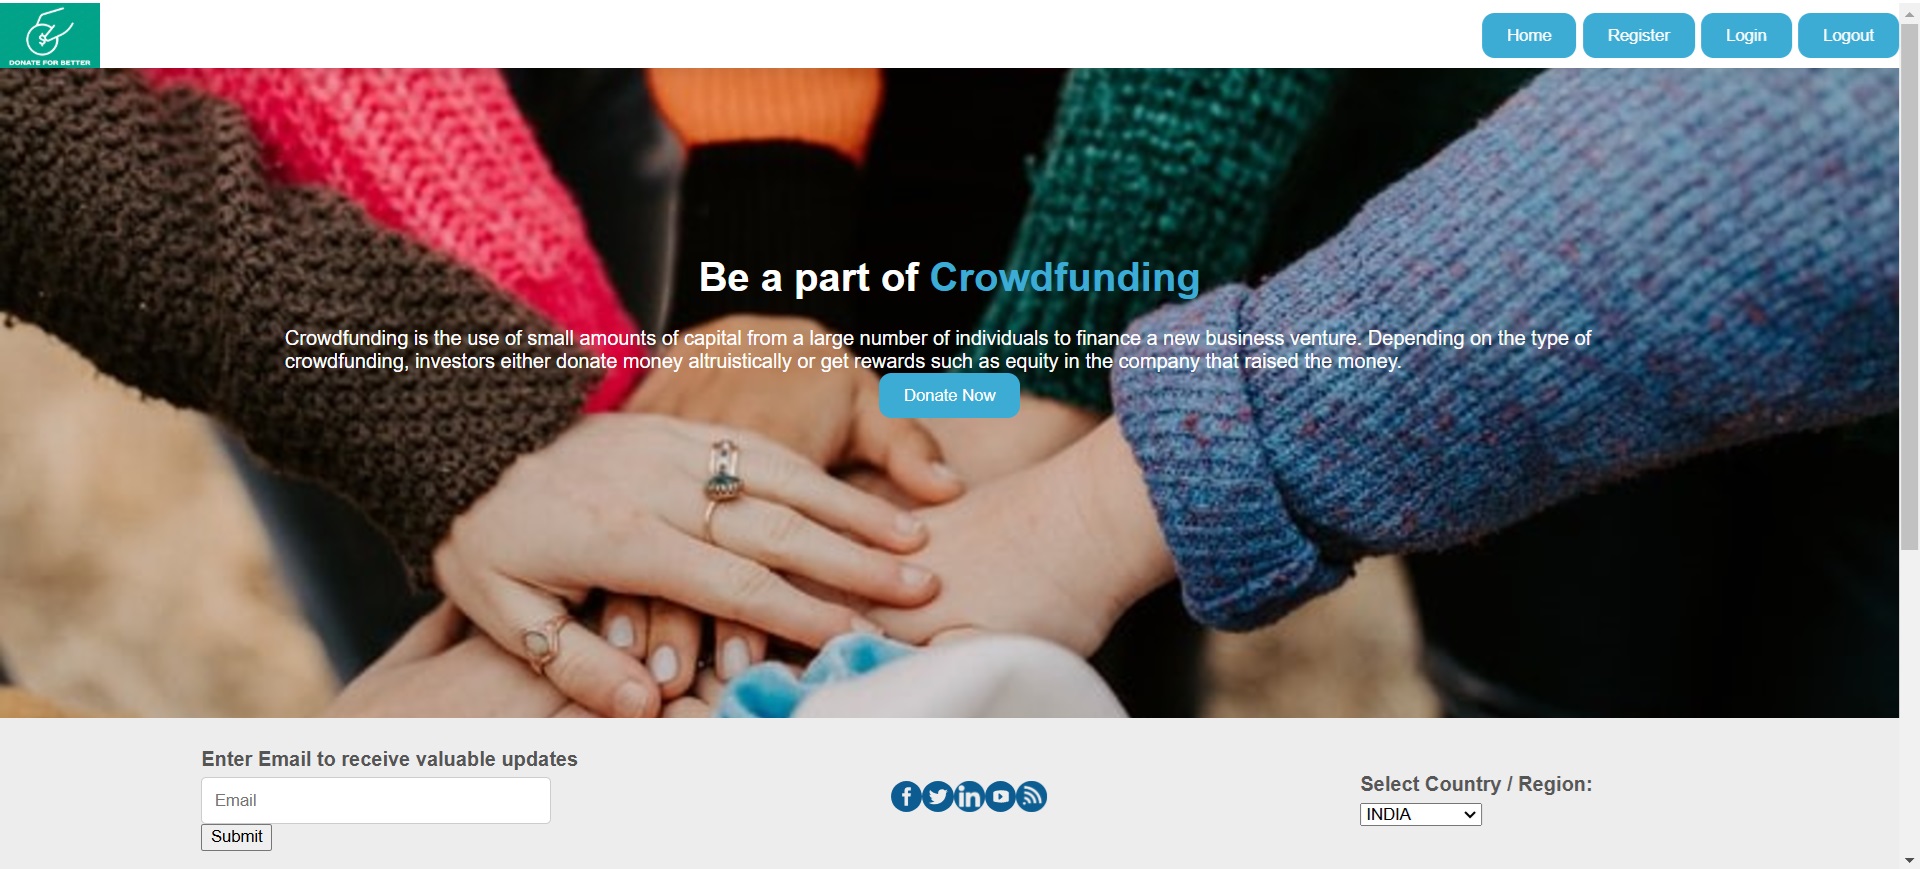 DONATE FOR BETTER
Home
Register
Login
Logout
Be a part of Crowdfunding
Crowdfunding is the use of small amounts of capital from a large number of individuals to finance a new business venture. Depending on the type of
crowdfunding, investors either donate money altruistically or get rewards such as equity in the company that raised the money.
Donate Now
Enter Email to receive valuable updates
Email
Submit
Select Country / Region:
INDIA